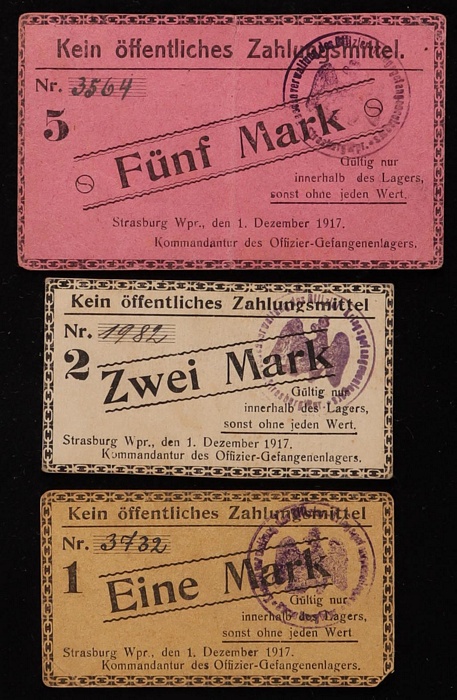 Kein öffentliches Zahlungsmittel.
Nr. 3564
5
Fünf Mark
Gültig nur
innerhalb des Lagers,
sonst ohne jeden Wert.
Strasburg Wpr., den 1. Dezember 1917.
Kommandantur des Offizier-Gefangenenlagers.
Kein öffentliches Zahlungsmittel
Nr. 1982
2
Zwei Mark
Gültig nur
innerhalb des Lagers,
sonst ohne jeden Wert.
Strasburg Wpr., den 1. Dezember 1917.
Kommandantur des Offizier-Gefangenenlagers.
Kein öffentliches Zahlungsmittel
Nr. 3732
1
Eine Mark
Gültig nur
innerhalb des Lagers,
sonst ohne jeden Wert
Strasburg Wpr., den 1. Dezember 1917.
Kommandantur des Offizier-Gefangenenlagers.